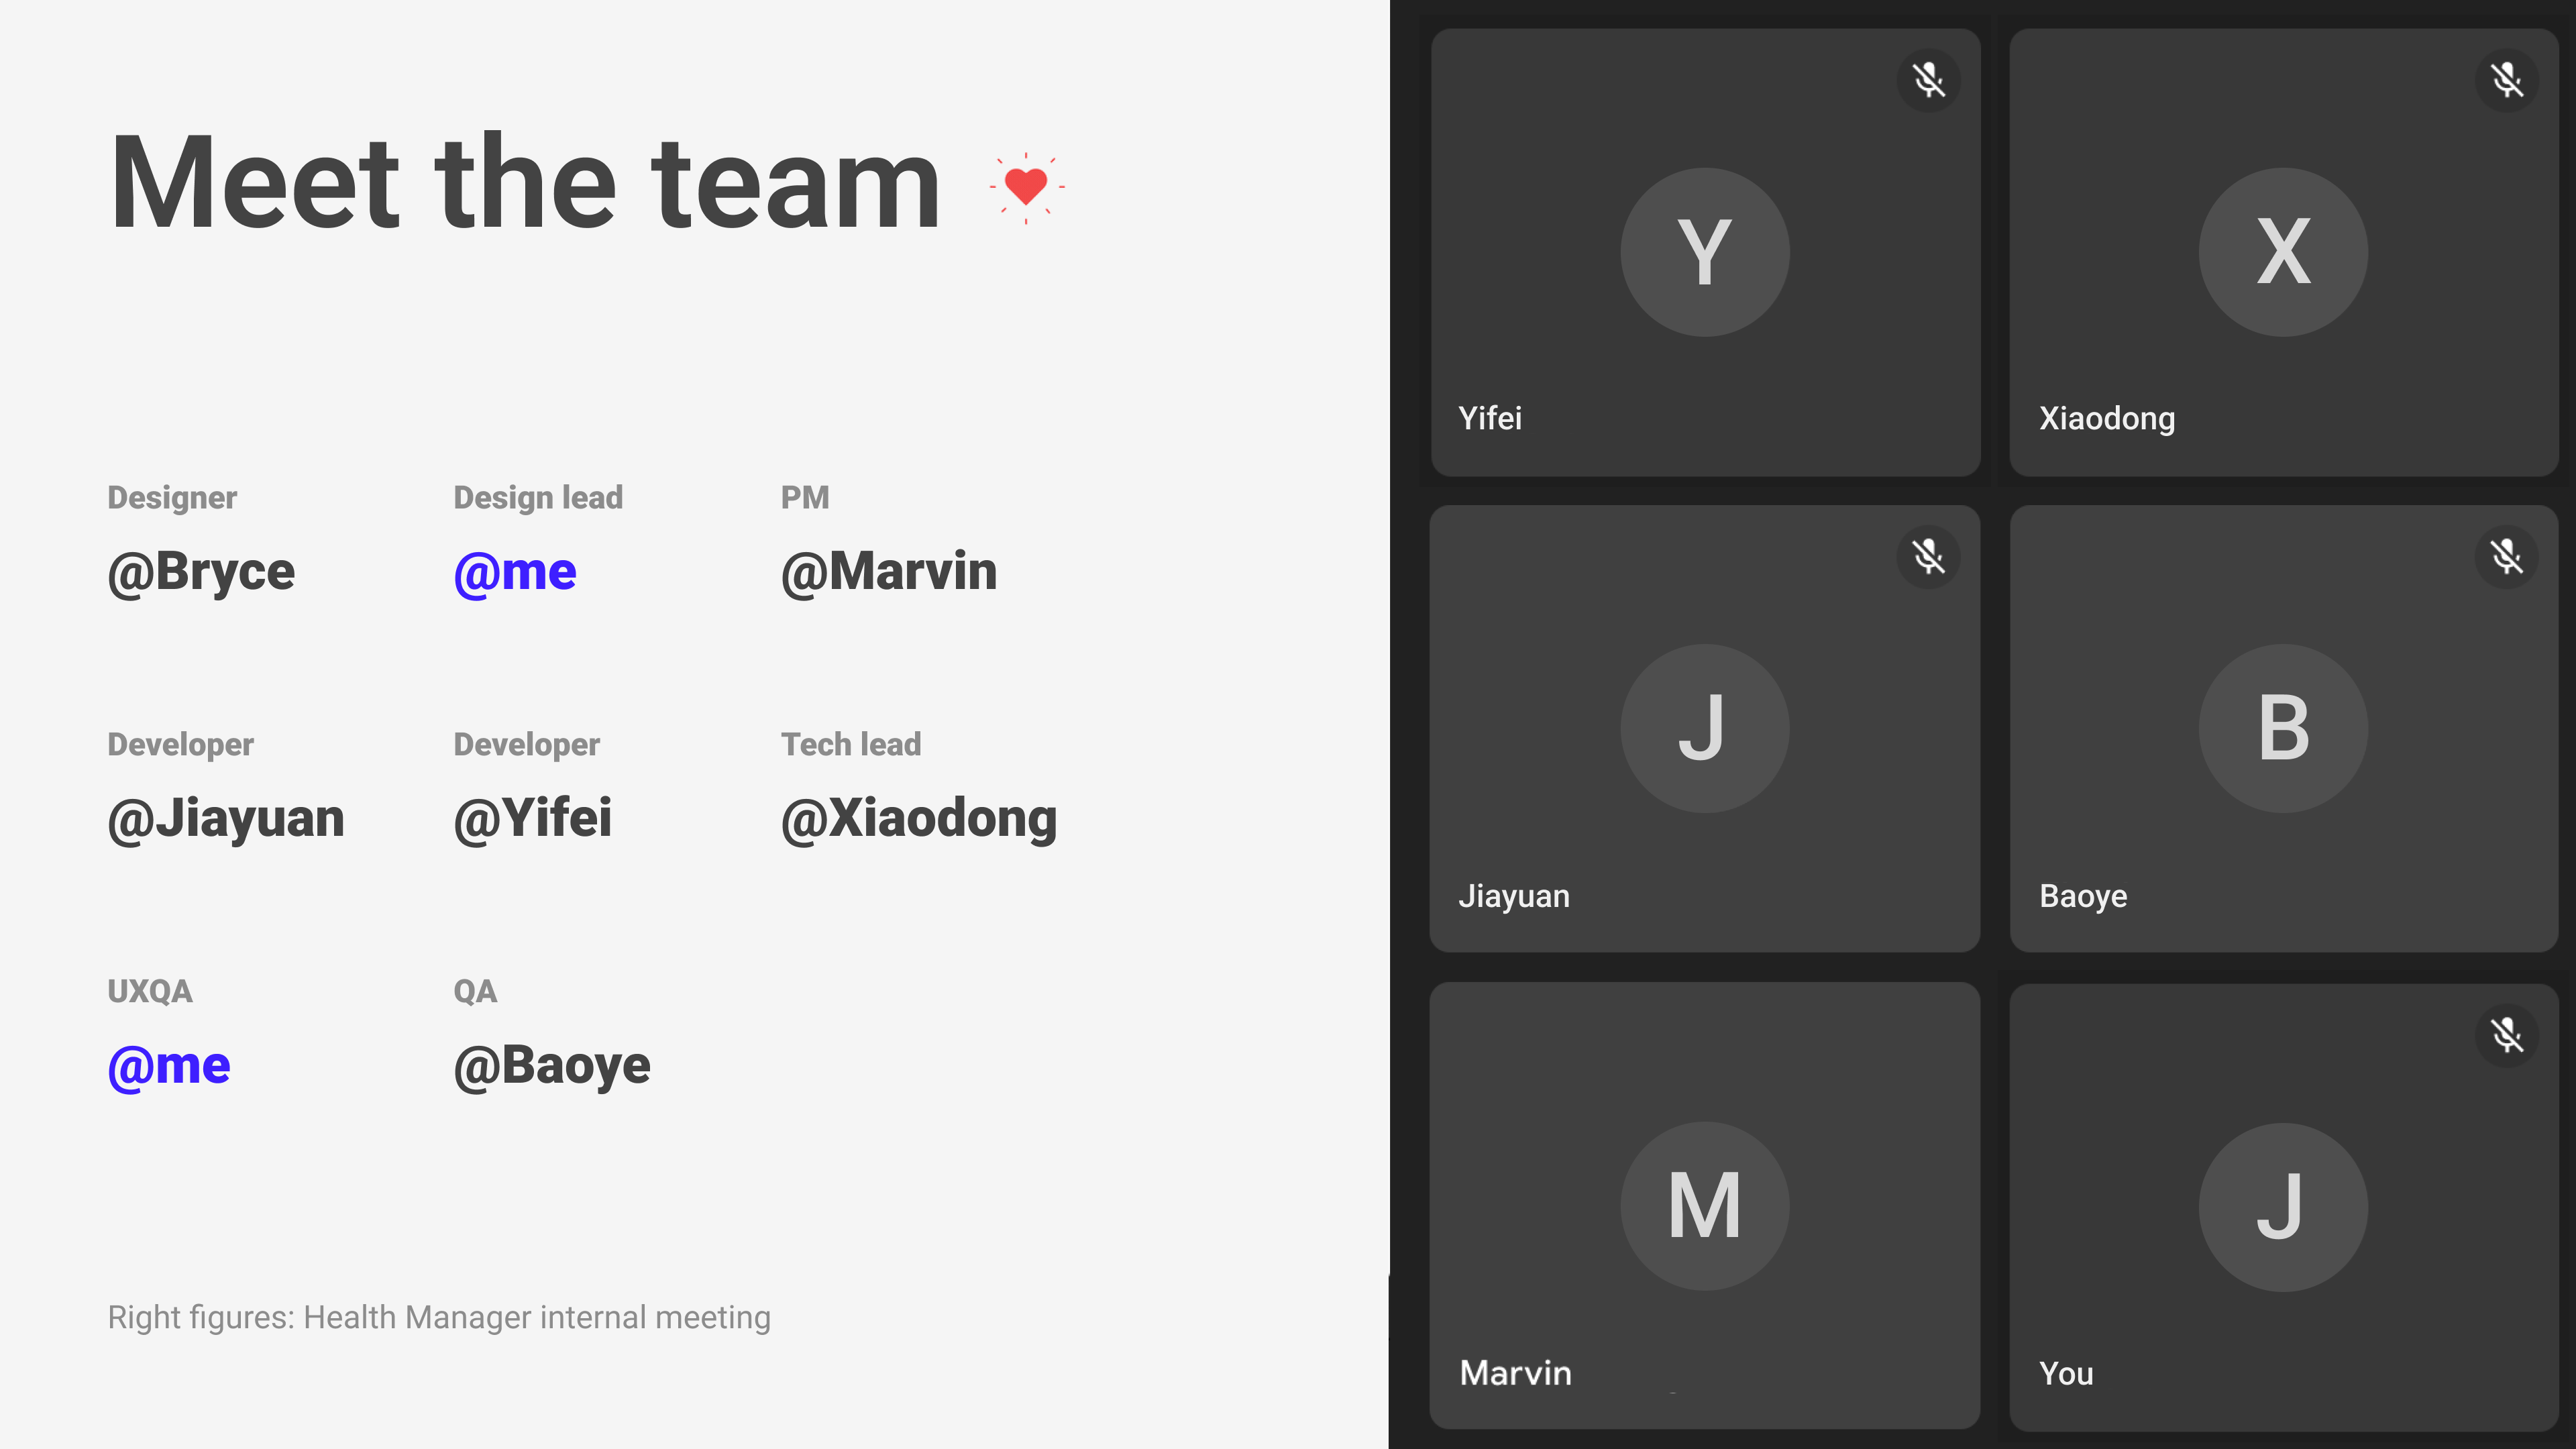 Meet the team
Designer
@Bryce
Design lead
@me
PM
@Marvin
Developer
@Jiayuan
Developer
@Yifei
Tech lead
@Xiaodong
UXQA
@me
QA
@Baoye
Right figures: Health Manager internal meeting
Y
Yifei
X
Xiaodong
J
Jiayuan
B
Baoye
M
Marvin
J
You